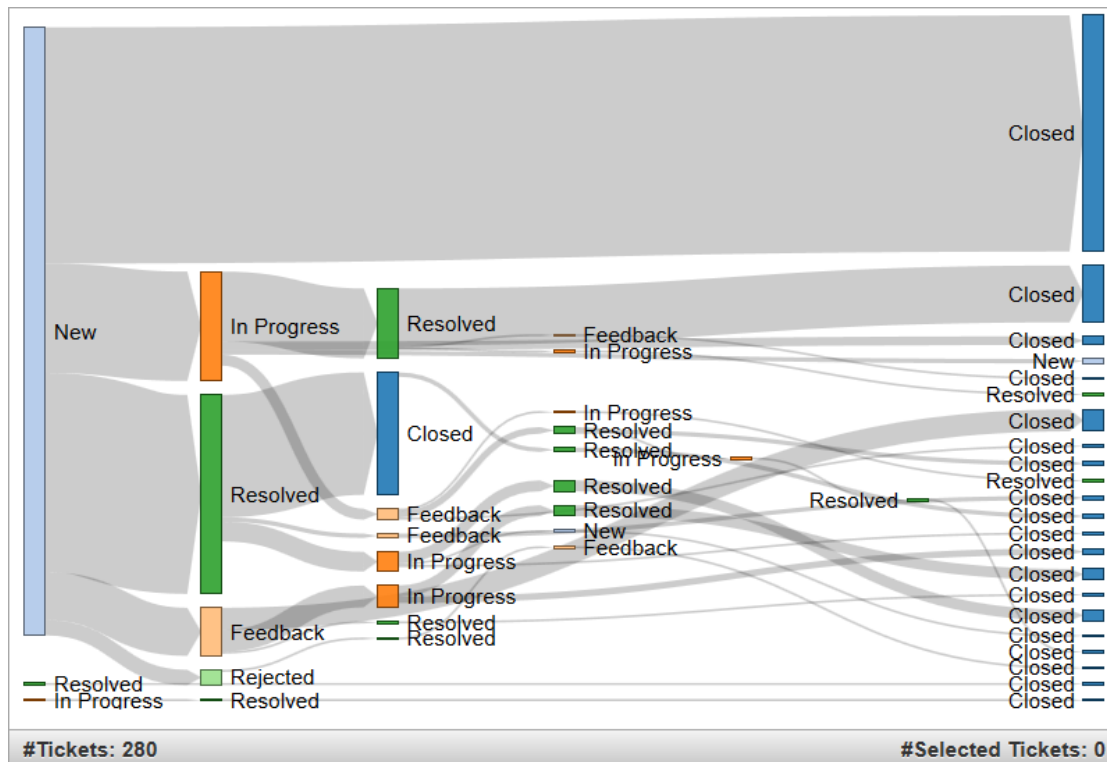 Closed
New
In Progress
Resolved
Closed
Feedback
In Progress
Closed
New
Closed
Resolved
Closed
In Progress
Closed
Resolved
Resolved
Closed
In Progress
Closed
Resolved
Resolved
Resolved
Resolved
Closed
Feedback
Resolved
Closed
Feedback
New
Closed
Feedback
Closed
In Progress
Closed
In Progress
Closed
Resolved
Closed
Feedback
Resolved
Closed
Closed
Closed
Rejected
Resolved
Closed
In Progress
Resolved
Closed
#Tickets: 280
#Selected Tickets: 0